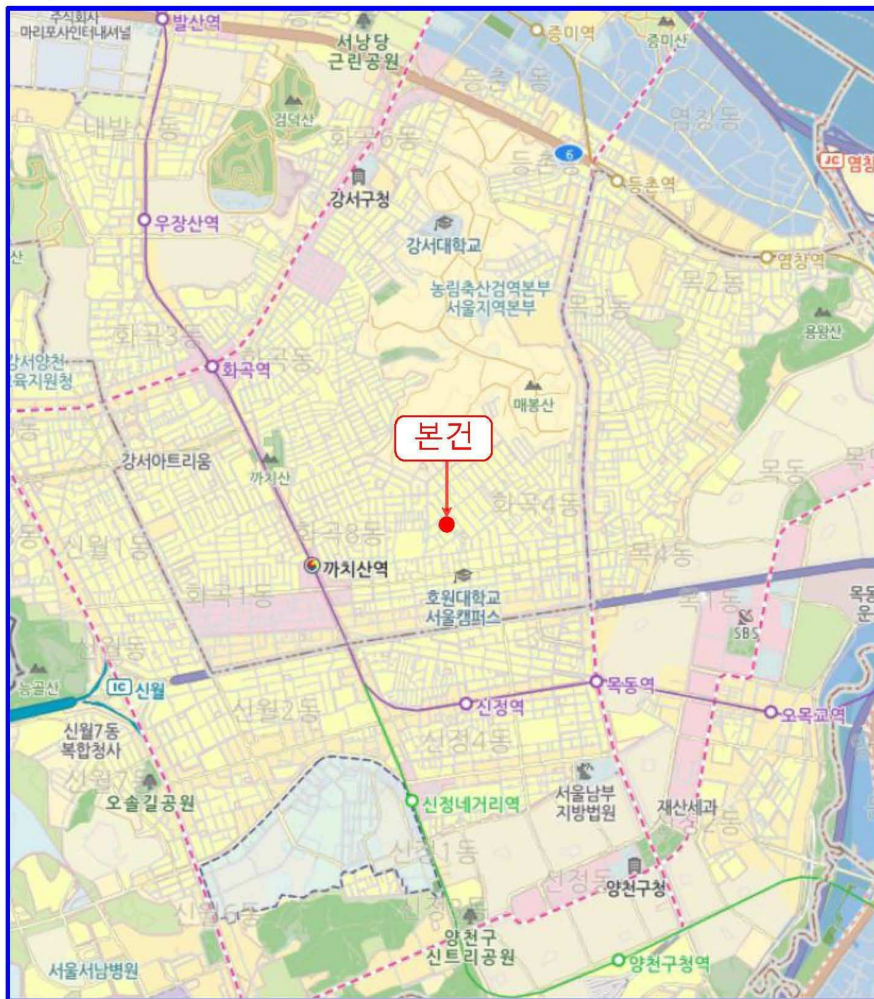 주식회사
마리포사인터내셔널
발산역
서낭당
근린공원
증미역
증미산
등촌1동
염창동
내발산동
검덕산
화곡6동
6
JC 염창
강서구청
등촌역
우장산역
강서대학교
염창역
농림축산검역본부
서울지역본부
목3동
목2동
용왕산
화곡3동
강서양천
육지원청
화곡역
매봉산
본건
강서아트리움
까치산
목동
화곡4동
신월1동
화곡8동
까치산역
목4동
화곡1동
호원대학교
서울캠퍼스
목1동
SBS
신월동
능골산
IC 신월
목동역
신정역
오목교역
신월2동
신월7동
복합청사
신정4동
신월7동
오솔길공원
신정네거리역
서울남부
지방법원
재산세과
신정1동
신정동
양천구청
신월6동
양천구
신트리공원
서울서남병원
양천구청역